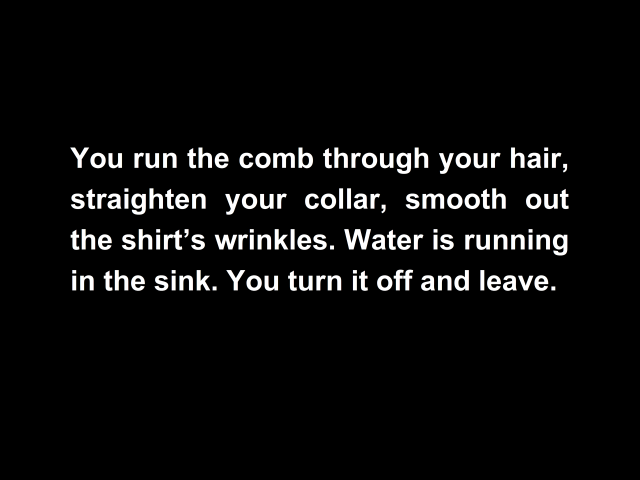 You run the comb through your hair,
straighten your collar, smooth out
the shirt’s wrinkles. Water is running
in the sink. You turn it off and leave.